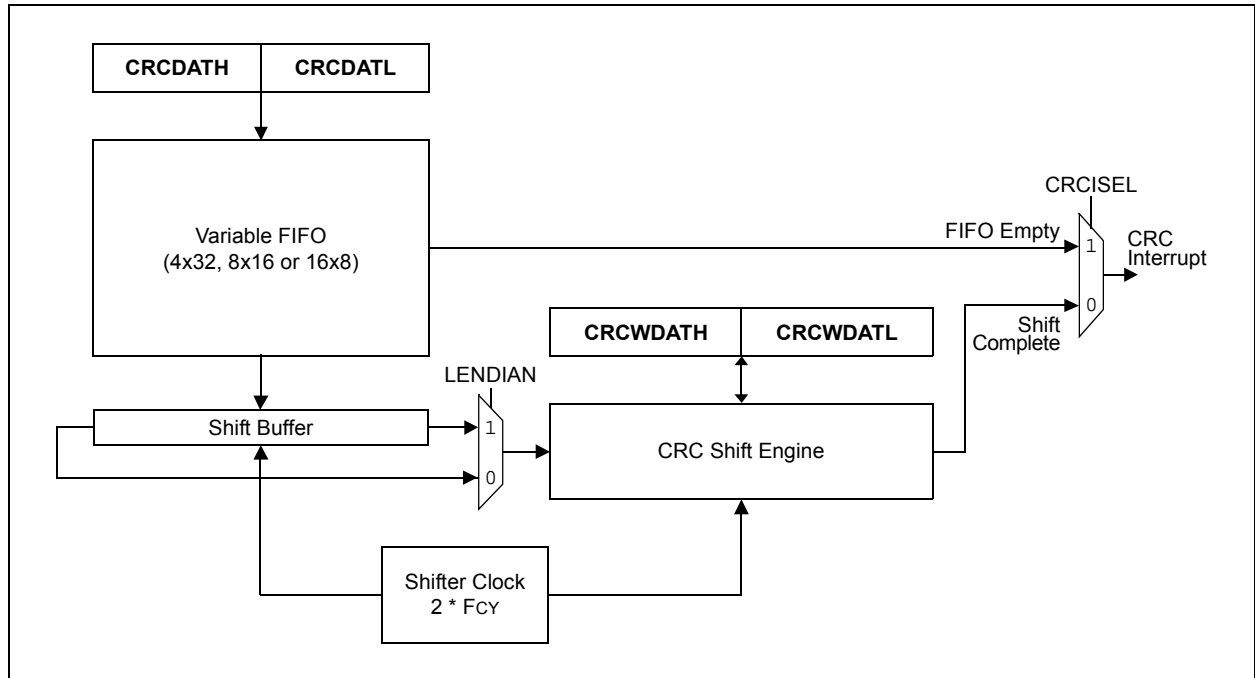 CRCDATH CRCDATL
Variable FIFO
(4x32, 8x16 or 16x8)
CRCISEL
FIFO Empty
1
CRC
Interrupt
0
Shift
Complete
CRCWDATH CRCWDATL
LENDIAN
Shift Buffer
1
0
CRC Shift Engine
Shifter Clock
2 * FCY